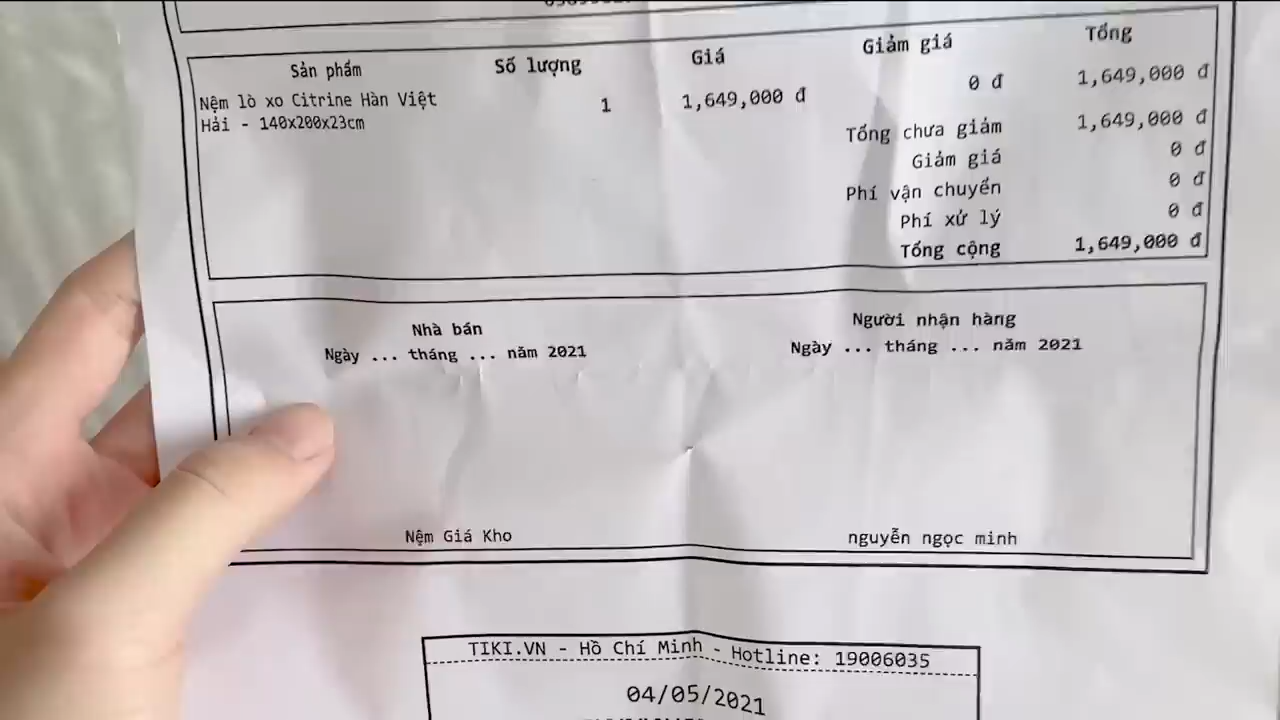 Sản phẩm Số lượng Giá Giảm giá Tổng
Nệm lò xo Citrine Hàn Việt 1 1,649,000 đ 0 đ 1,649,000 đ
Hải - 140x200x23cm
Tổng chưa giảm 1,649,000 đ
Giảm giá 0 đ
Phí vận chuyển 0 đ
Phí xử lý 0 đ
Tổng cộng 1,649,000 đ
Nhà bán Người nhận hàng
Ngày ... tháng ... năm 2021 Ngày ... tháng ... năm 2021
Nệm Giá Kho nguyễn ngọc minh
TIKI.VN - Hồ Chí Minh - Hotline: 19006035
04/05/2021